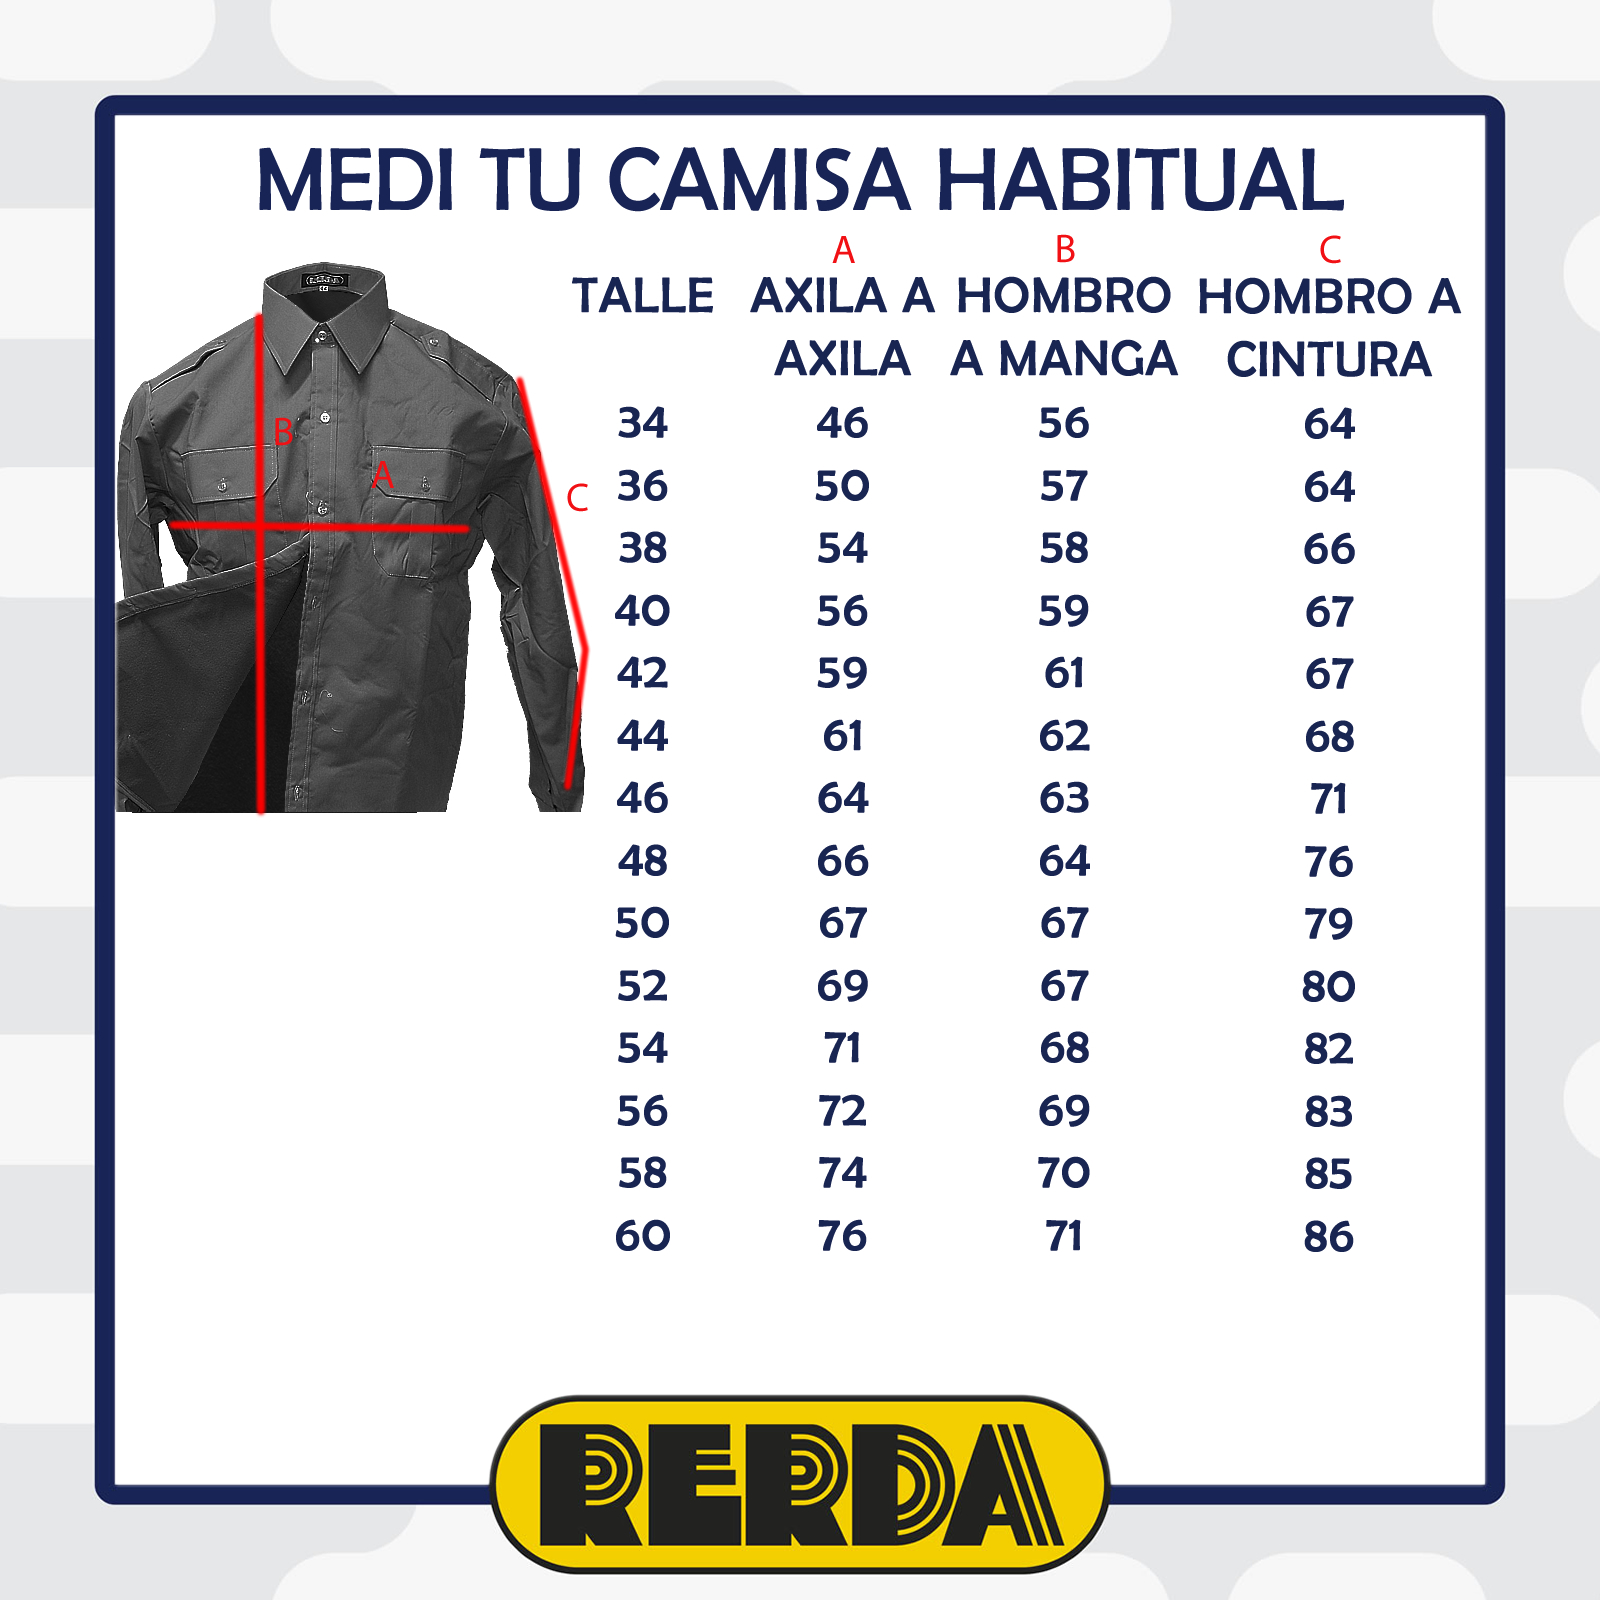 MEDI TU CAMISA HABITUAL
A B C
TALLE AXILA A HOMBRO HOMBRO A
AXILA A MANGA CINTURA
34 46 56 64
36 50 57 64
38 54 58 66
40 56 59 67
42 59 61 67
44 61 62 68
46 64 63 71
48 66 64 76
50 67 67 79
52 69 67 80
54 71 68 82
56 72 69 83
58 74 70 85
60 76 71 86
B
A
C
RERDA